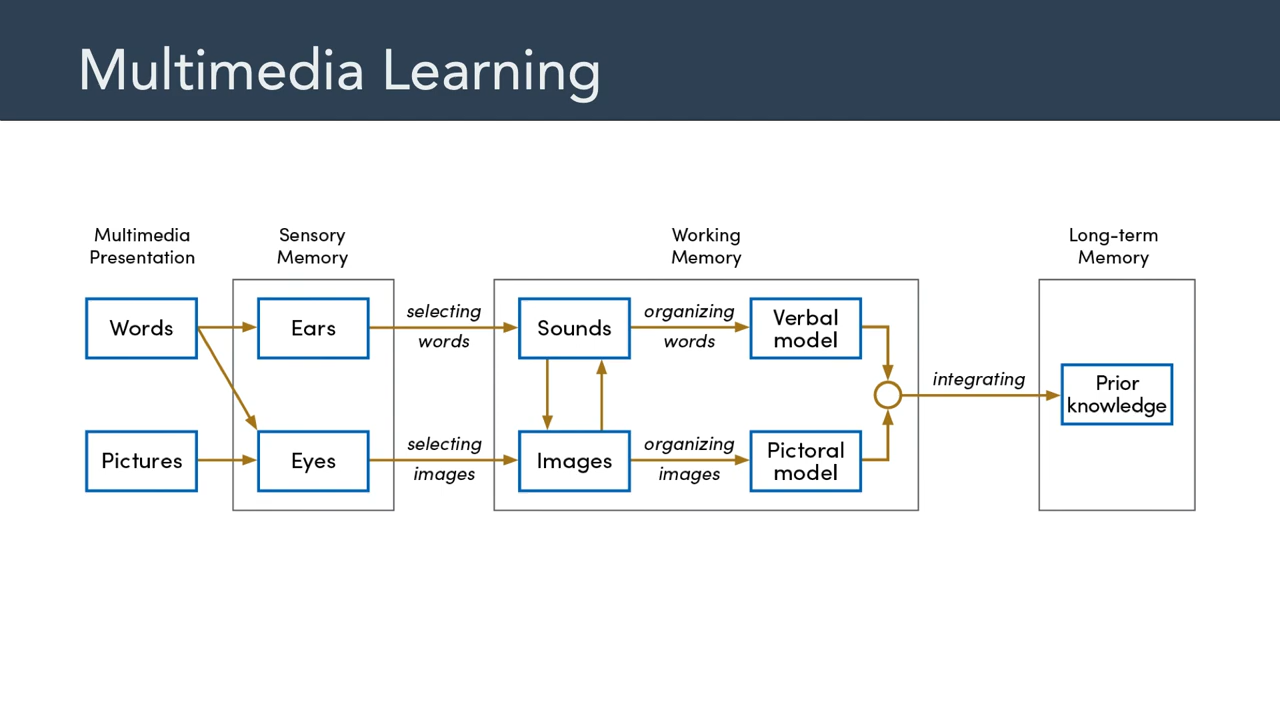 Multimedia Learning
Multimedia
Presentation
Sensory
Memory
Working
Memory
Long-term
Memory
Words
Ears
selecting
words
Sounds
organizing
words
Verbal
model
integrating
Prior
knowledge
Pictures
Eyes
selecting
images
Images
organizing
images
Pictoral
model